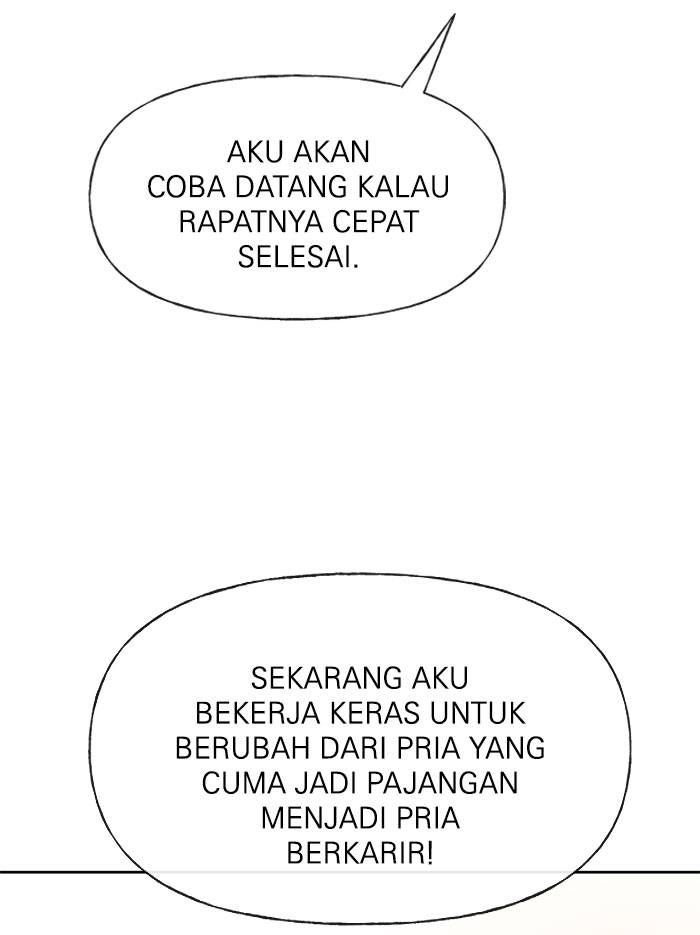 AKU AKAN
COBA DATANG KALAU
RAPATNYA CEPAT
SELESAI.
SEKARANG AKU
BEKERJA KERAS UNTUK
BERUBAH DARI PRIA YANG
CUMA JADI PAJANGAN
MENJADI PRIA
BERKARIR!